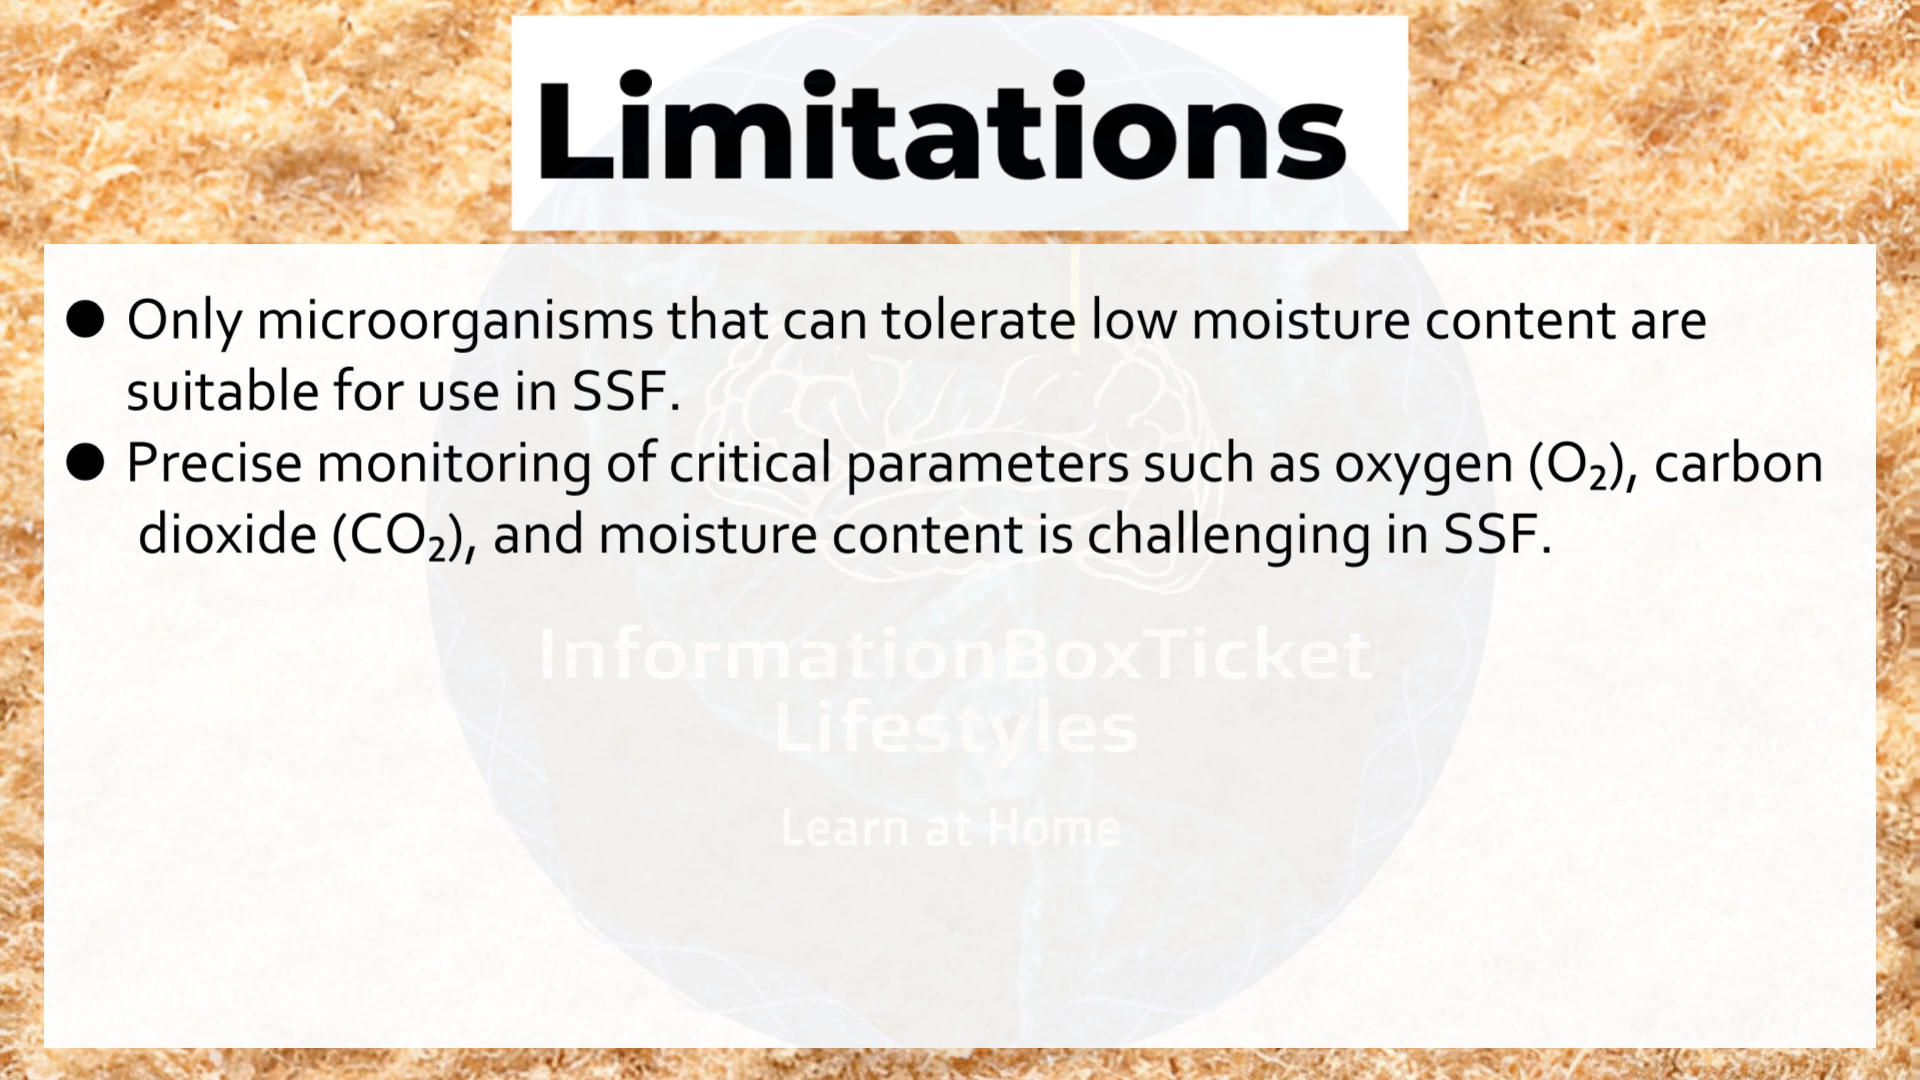 Limitations
● Only microorganisms that can tolerate low moisture content are
suitable for use in SSF.
● Precise monitoring of critical parameters such as oxygen (O₂), carbon
dioxide (CO₂), and moisture content is challenging in SSF.
InformationBoxTicket
Lifestyles
Learn at Home